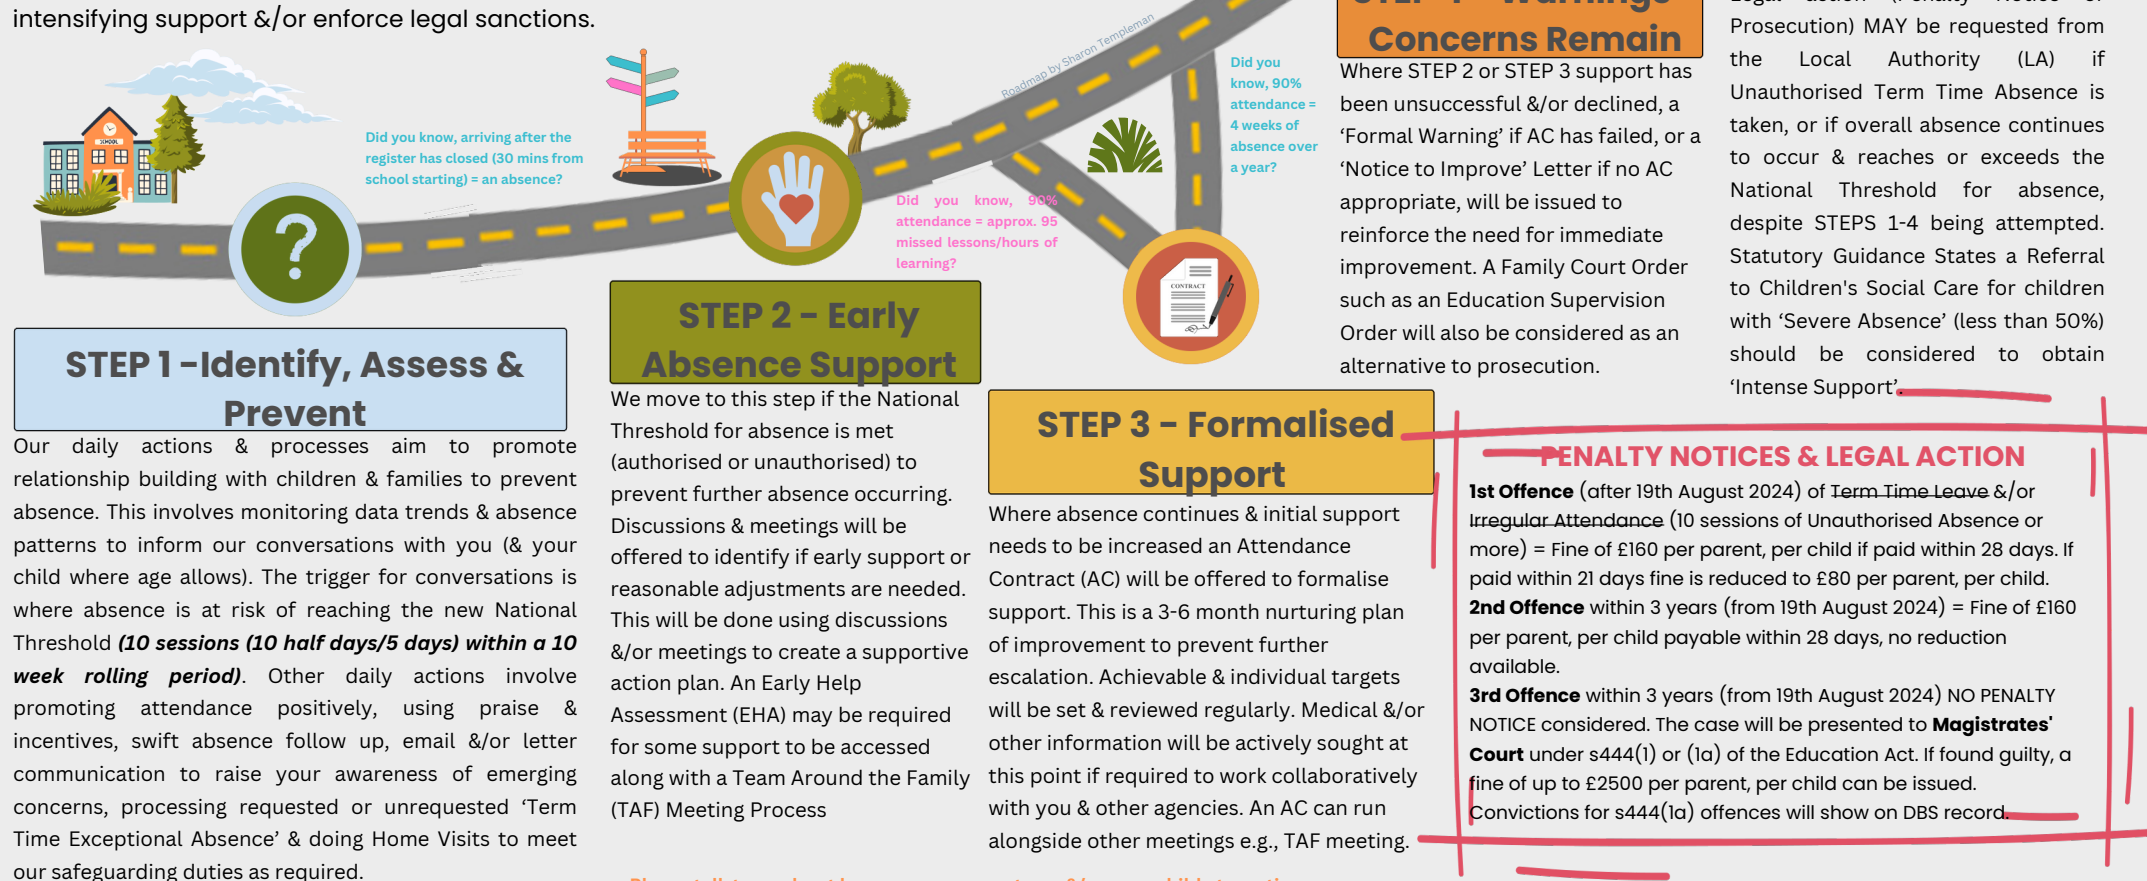 intensifying support &/or enforce legal sanctions.
SCHOOL
Did you know, arriving after the
register has closed (30 mins from
school starting) = an absence?
Roadmap by Sharon Templeman
Did you know, 90%
attendance = approx. 95
missed lessons/hours of
learning?
Did you
know, 90%
attendance =
4 weeks of
absence over
a year?
CONTRACT
STEP 1 -Identify, Assess &
Prevent
Our daily actions & processes aim to promote
relationship building with children & families to prevent
absence. This involves monitoring data trends & absence
patterns to inform our conversations with you (& your
child where age allows). The trigger for conversations is
where absence is at risk of reaching the new National
Threshold (10 sessions (10 half days/5 days) within a 10
week rolling period). Other daily actions involve
promoting attendance positively, using praise &
incentives, swift absence follow up, email &/or letter
communication to raise your awareness of emerging
concerns, processing requested or unrequested ‘Term
Time Exceptional Absence’ & doing Home Visits to meet
our safeguarding duties as required.
STEP 2 - Early
Absence Support
We move to this step if the National
Threshold for absence is met
(authorised or unauthorised) to
prevent further absence occurring.
Discussions & meetings will be
offered to identify if early support or
reasonable adjustments are needed.
This will be done using discussions
&/or meetings to create a supportive
action plan. An Early Help
Assessment (EHA) may be required
for some support to be accessed
along with a Team Around the Family
(TAF) Meeting Process
STEP 3 - Formalised
Support
Where absence continues & initial support
needs to be increased an Attendance
Contract (AC) will be offered to formalise
support. This is a 3-6 month nurturing plan
of improvement to prevent further
escalation. Achievable & individual targets
will be set & reviewed regularly. Medical &/or
other information will be actively sought at
this point if required to work collaboratively
with you & other agencies. An AC can run
alongside other meetings e.g., TAF meeting.
STEP 4 - Warnings
Concerns Remain
Where STEP 2 or STEP 3 support has
been unsuccessful &/or declined, a
‘Formal Warning’ if AC has failed, or a
‘Notice to Improve’ Letter if no AC
appropriate, will be issued to
reinforce the need for immediate
improvement. A Family Court Order
such as an Education Supervision
Order will also be considered as an
alternative to prosecution.
Legal action (Penalty Notice or
Prosecution) MAY be requested from
the Local Authority (LA) if
Unauthorised Term Time Absence is
taken, or if overall absence continues
to occur & reaches or exceeds the
National Threshold for absence,
despite STEPS 1-4 being attempted.
Statutory Guidance States a Referral
to Children's Social Care for children
with ‘Severe Absence’ (less than 50%)
should be considered to obtain
‘Intense Support’.
PENALTY NOTICES & LEGAL ACTION
1st Offence (after 19th August 2024) of Term Time Leave &/or
Irregular Attendance (10 sessions of Unauthorised Absence or
more) = Fine of £160 per parent, per child if paid within 28 days. If
paid within 21 days fine is reduced to £80 per parent, per child.
2nd Offence within 3 years (from 19th August 2024) = Fine of £160
per parent, per child payable within 28 days, no reduction
available.
3rd Offence within 3 years (from 19th August 2024) NO PENALTY
NOTICE considered. The case will be presented to Magistrates'
Court under s444(1) or (1a) of the Education Act. If found guilty, a
fine of up to £2500 per parent, per child can be issued.
Convictions for s444(1a) offences will show on DBS record.